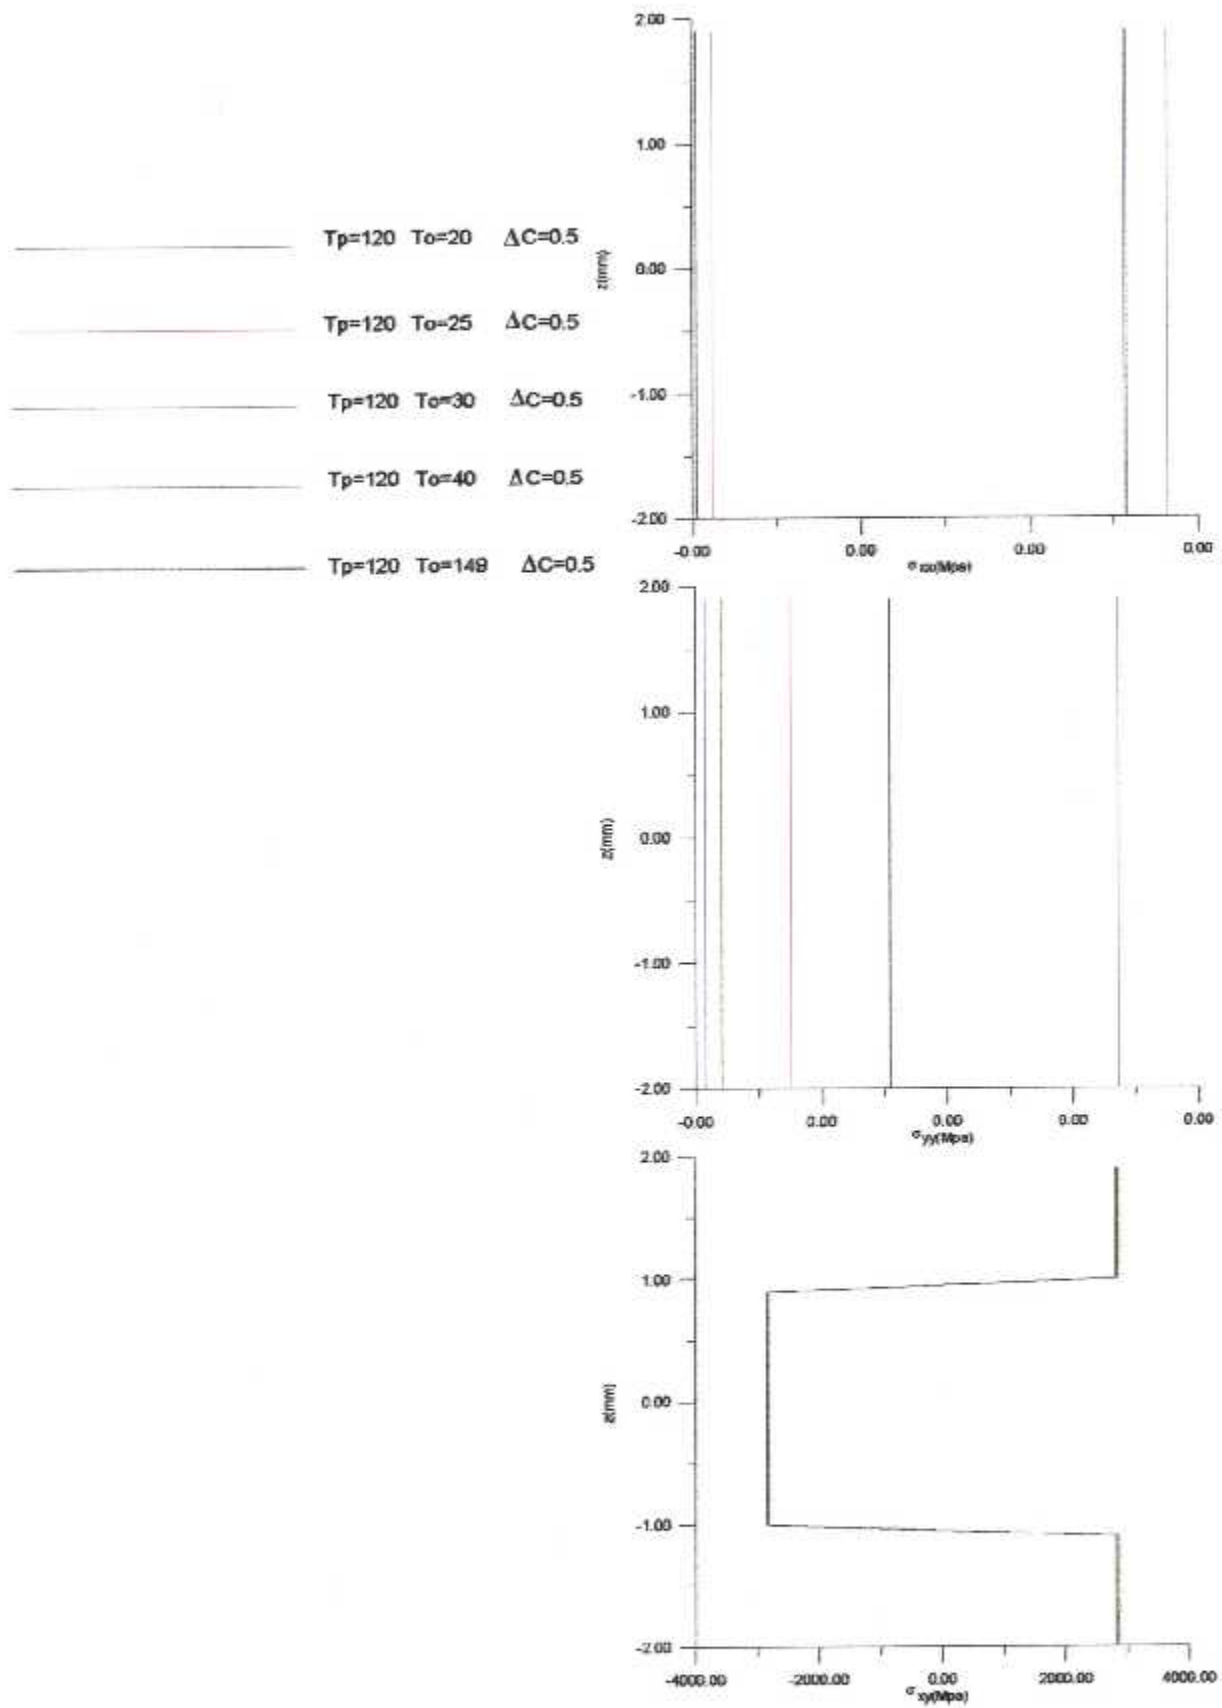 Tp=120 To=20 ΔC=0.5
Tp=120 To=25 ΔC=0.5
Tp=120 To=30 ΔC=0.5
Tp=120 To=40 ΔC=0.5
Tp=120 To=149 ΔC=0.5
2.00
1.00
0.00
-1.00
-2.00
z(mm)
-0.00 0.00 0.00 0.00
σxx(Mpa)
2.00
1.00
0.00
-1.00
-2.00
z(mm)
-0.00 0.00 0.00 0.00 0.00
σyy(Mpa)
2.00
1.00
0.00
-1.00
-2.00
z(mm)
-4000.00 -2000.00 0.00 2000.00 4000.00
σxy(Mpa)